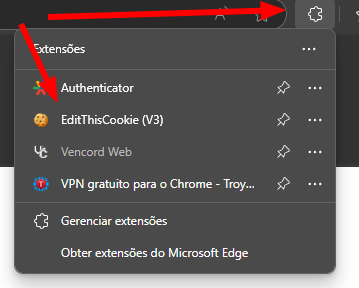 Extensões
Authenticator
EditThisCookie (V3)
Vencord Web
VPN gratuito para o Chrome - Troy...
Gerenciar extensões
Obter extensões do Microsoft Edge